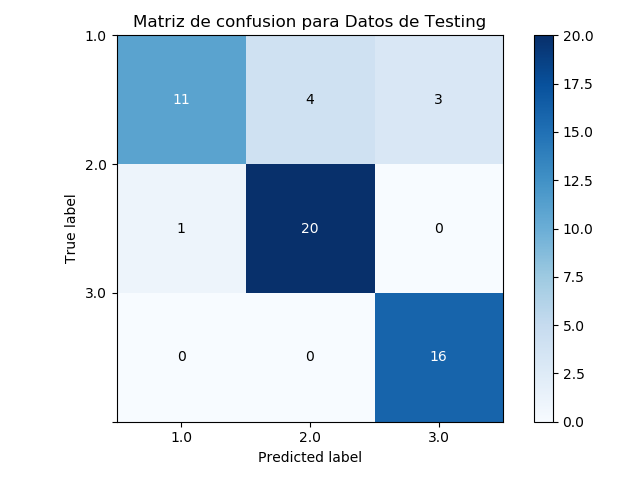 Matriz de confusion para Datos de Testing
1.0
11 4 3
2.0
1 20 0
3.0
0 0 16
1.0 2.0 3.0
True label
Predicted label
20.0
17.5
15.0
12.5
10.0
7.5
5.0
2.5
0.0